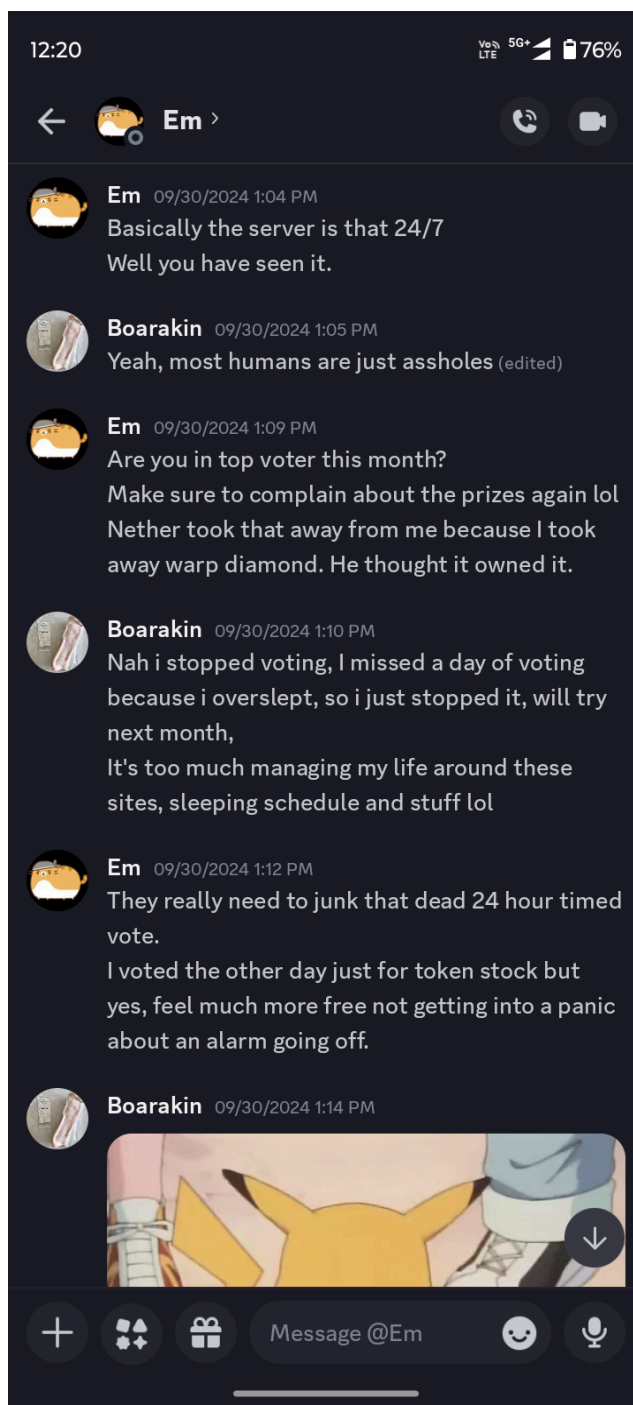 12:20
Vo LTE 5G+ 76%
Em
Em 09/30/2024 1:04 PM
Basically the server is that 24/7
Well you have seen it.
Boarakin 09/30/2024 1:05 PM
Yeah, most humans are just assholes (edited)
Em 09/30/2024 1:09 PM
Are you in top voter this month?
Make sure to complain about the prizes again lol
Nether took that away from me because I took
away warp diamond. He thought it owned it.
Boarakin 09/30/2024 1:10 PM
Nah i stopped voting, I missed a day of voting
because i overslept, so i just stopped it, will try
next month,
It's too much managing my life around these
sites, sleeping schedule and stuff lol
Em 09/30/2024 1:12 PM
They really need to junk that dead 24 hour timed
vote.
I voted the other day just for token stock but
yes, feel much more free not getting into a panic
about an alarm going off.
Boarakin 09/30/2024 1:14 PM
Message @Em